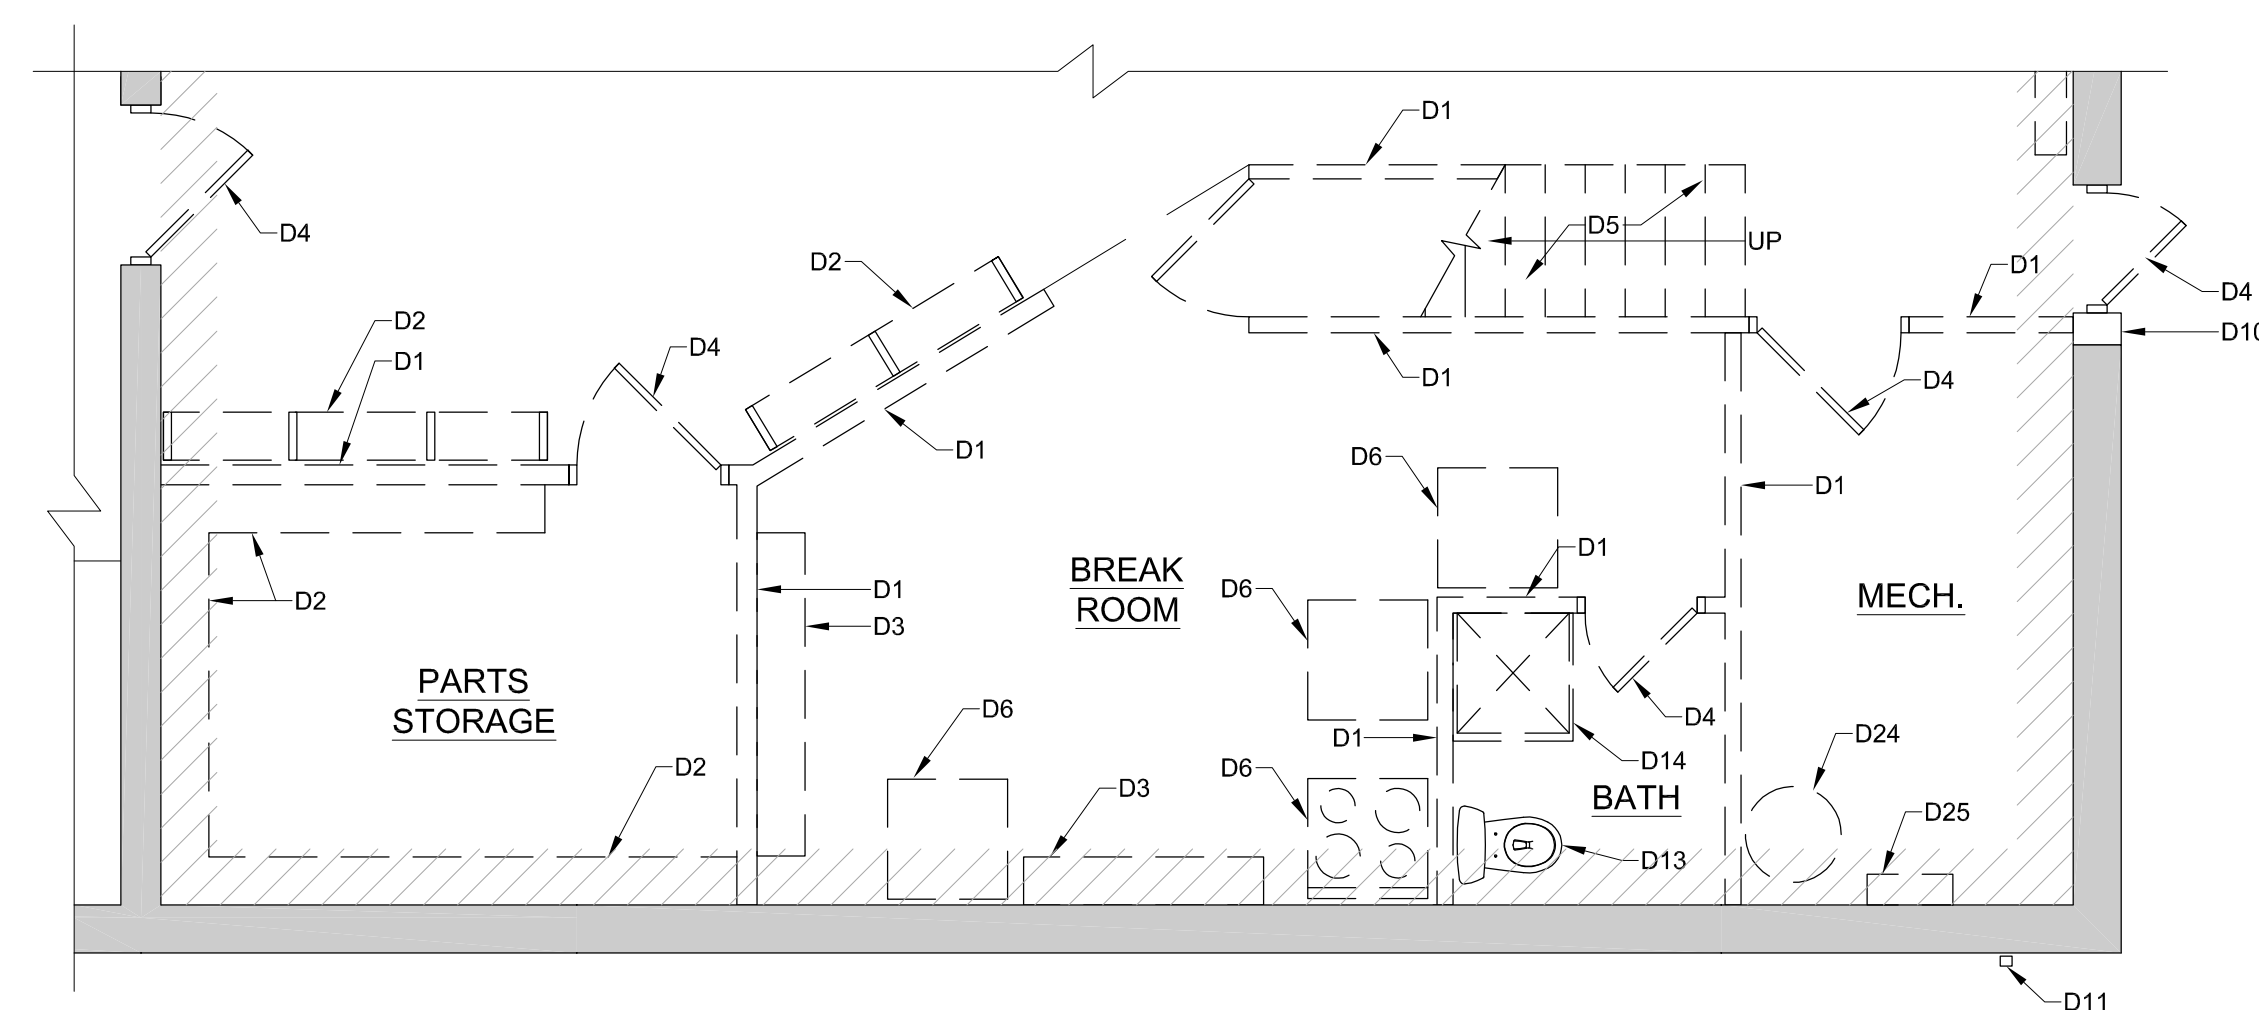 D1
D4
D5
UP
D2
D1
D4
D10
D2
D1
D4
D1
D4
D1
D6
D1
D1
BREAK
ROOM
D6
D1
D3
D2
MECH.
PARTS
STORAGE
D6
D4
D1
D24
D14
D2
D6
D3
BATH
D25
D13
D11